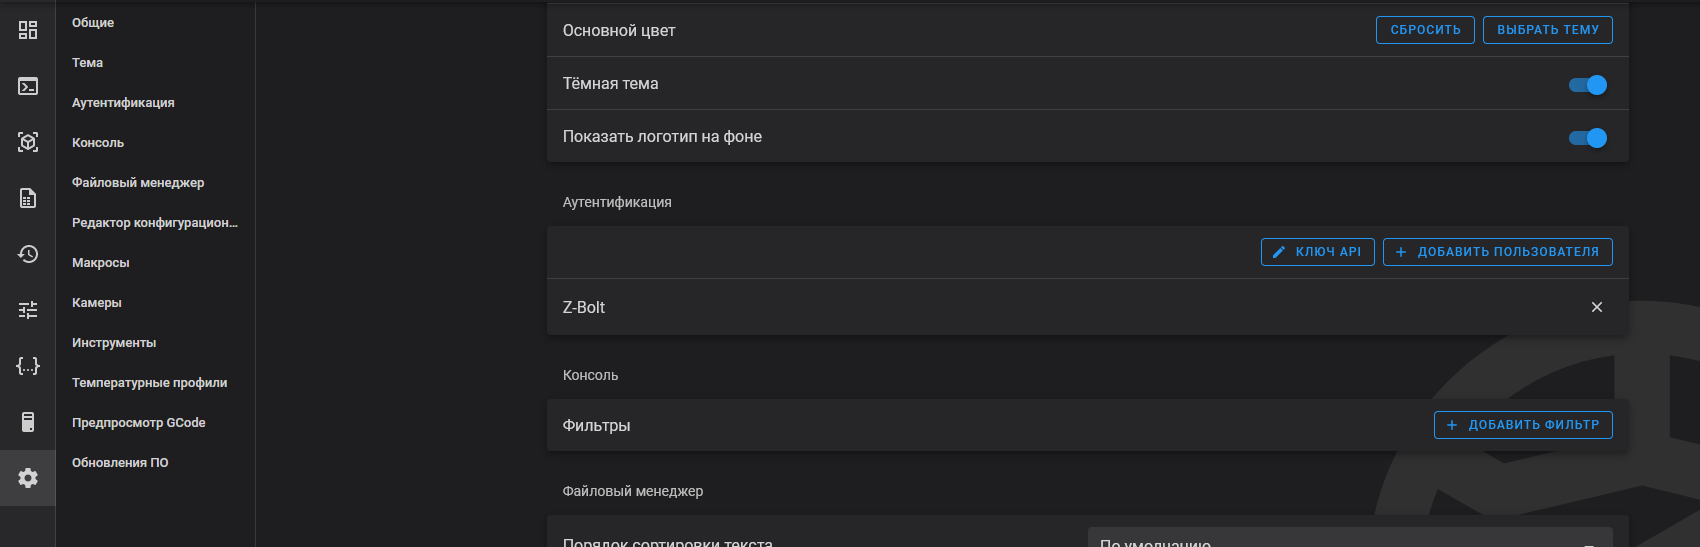 Общие
Тема
Аутентификация
Консоль
Файловый менеджер
Редактор конфигурацион...
Макросы
Камеры
Инструменты
Температурные профили
Предпросмотр GCode
Обновления ПО
Основной цвет
СБРОСИТЬ
ВЫБРАТЬ ТЕМУ
Тёмная тема
Показать логотип на фоне
Аутентификация
КЛЮЧ API
ДОБАВИТЬ ПОЛЬЗОВАТЕЛЯ
Z-Bolt
Консоль
Фильтры
ДОБАВИТЬ ФИЛЬТР
Файловый менеджер
Порядок сортировки текста
По умолчанию